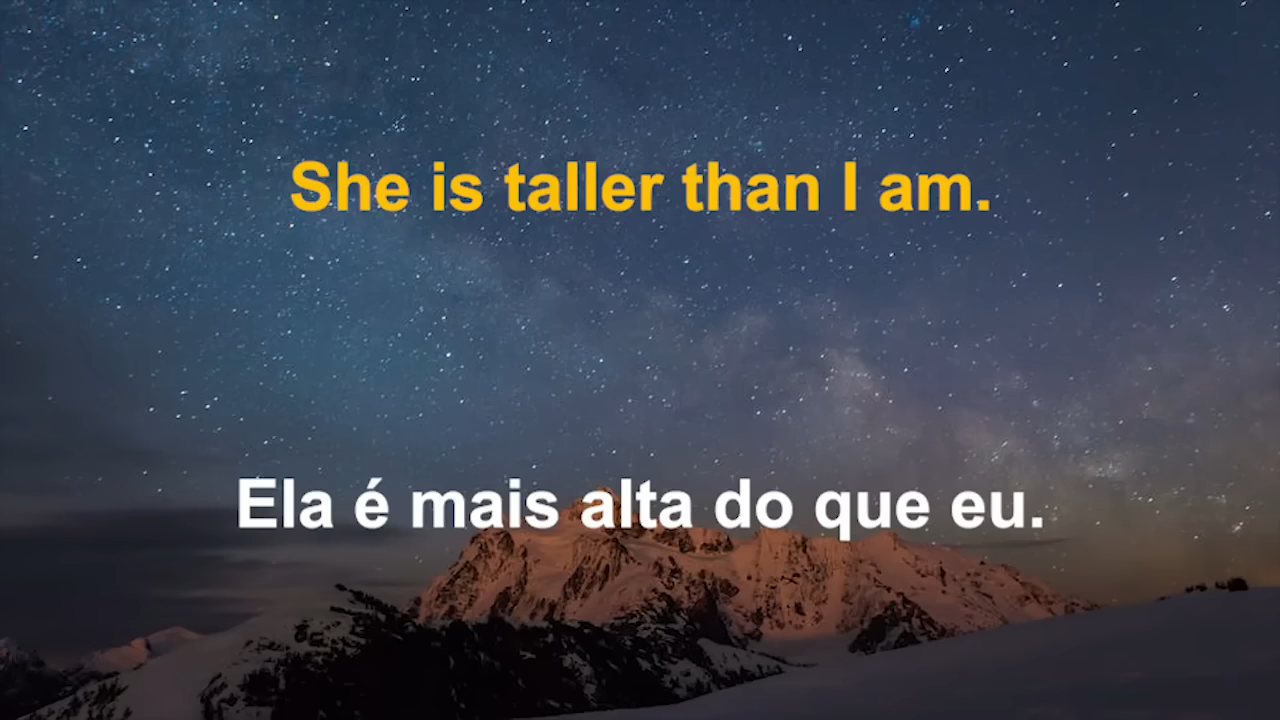 She is taller than I am.
Ela é mais alta do que eu.